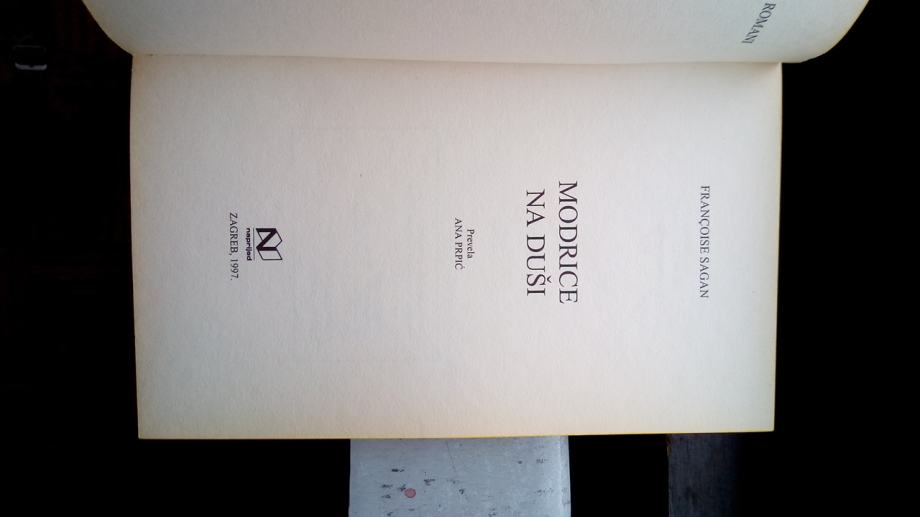 ROMANI
FRANÇOISE SAGAN
MODRICE
NA DUŠI
Prevela
ANA PRPIĆ
naprijed
ZAGREB, 1997.